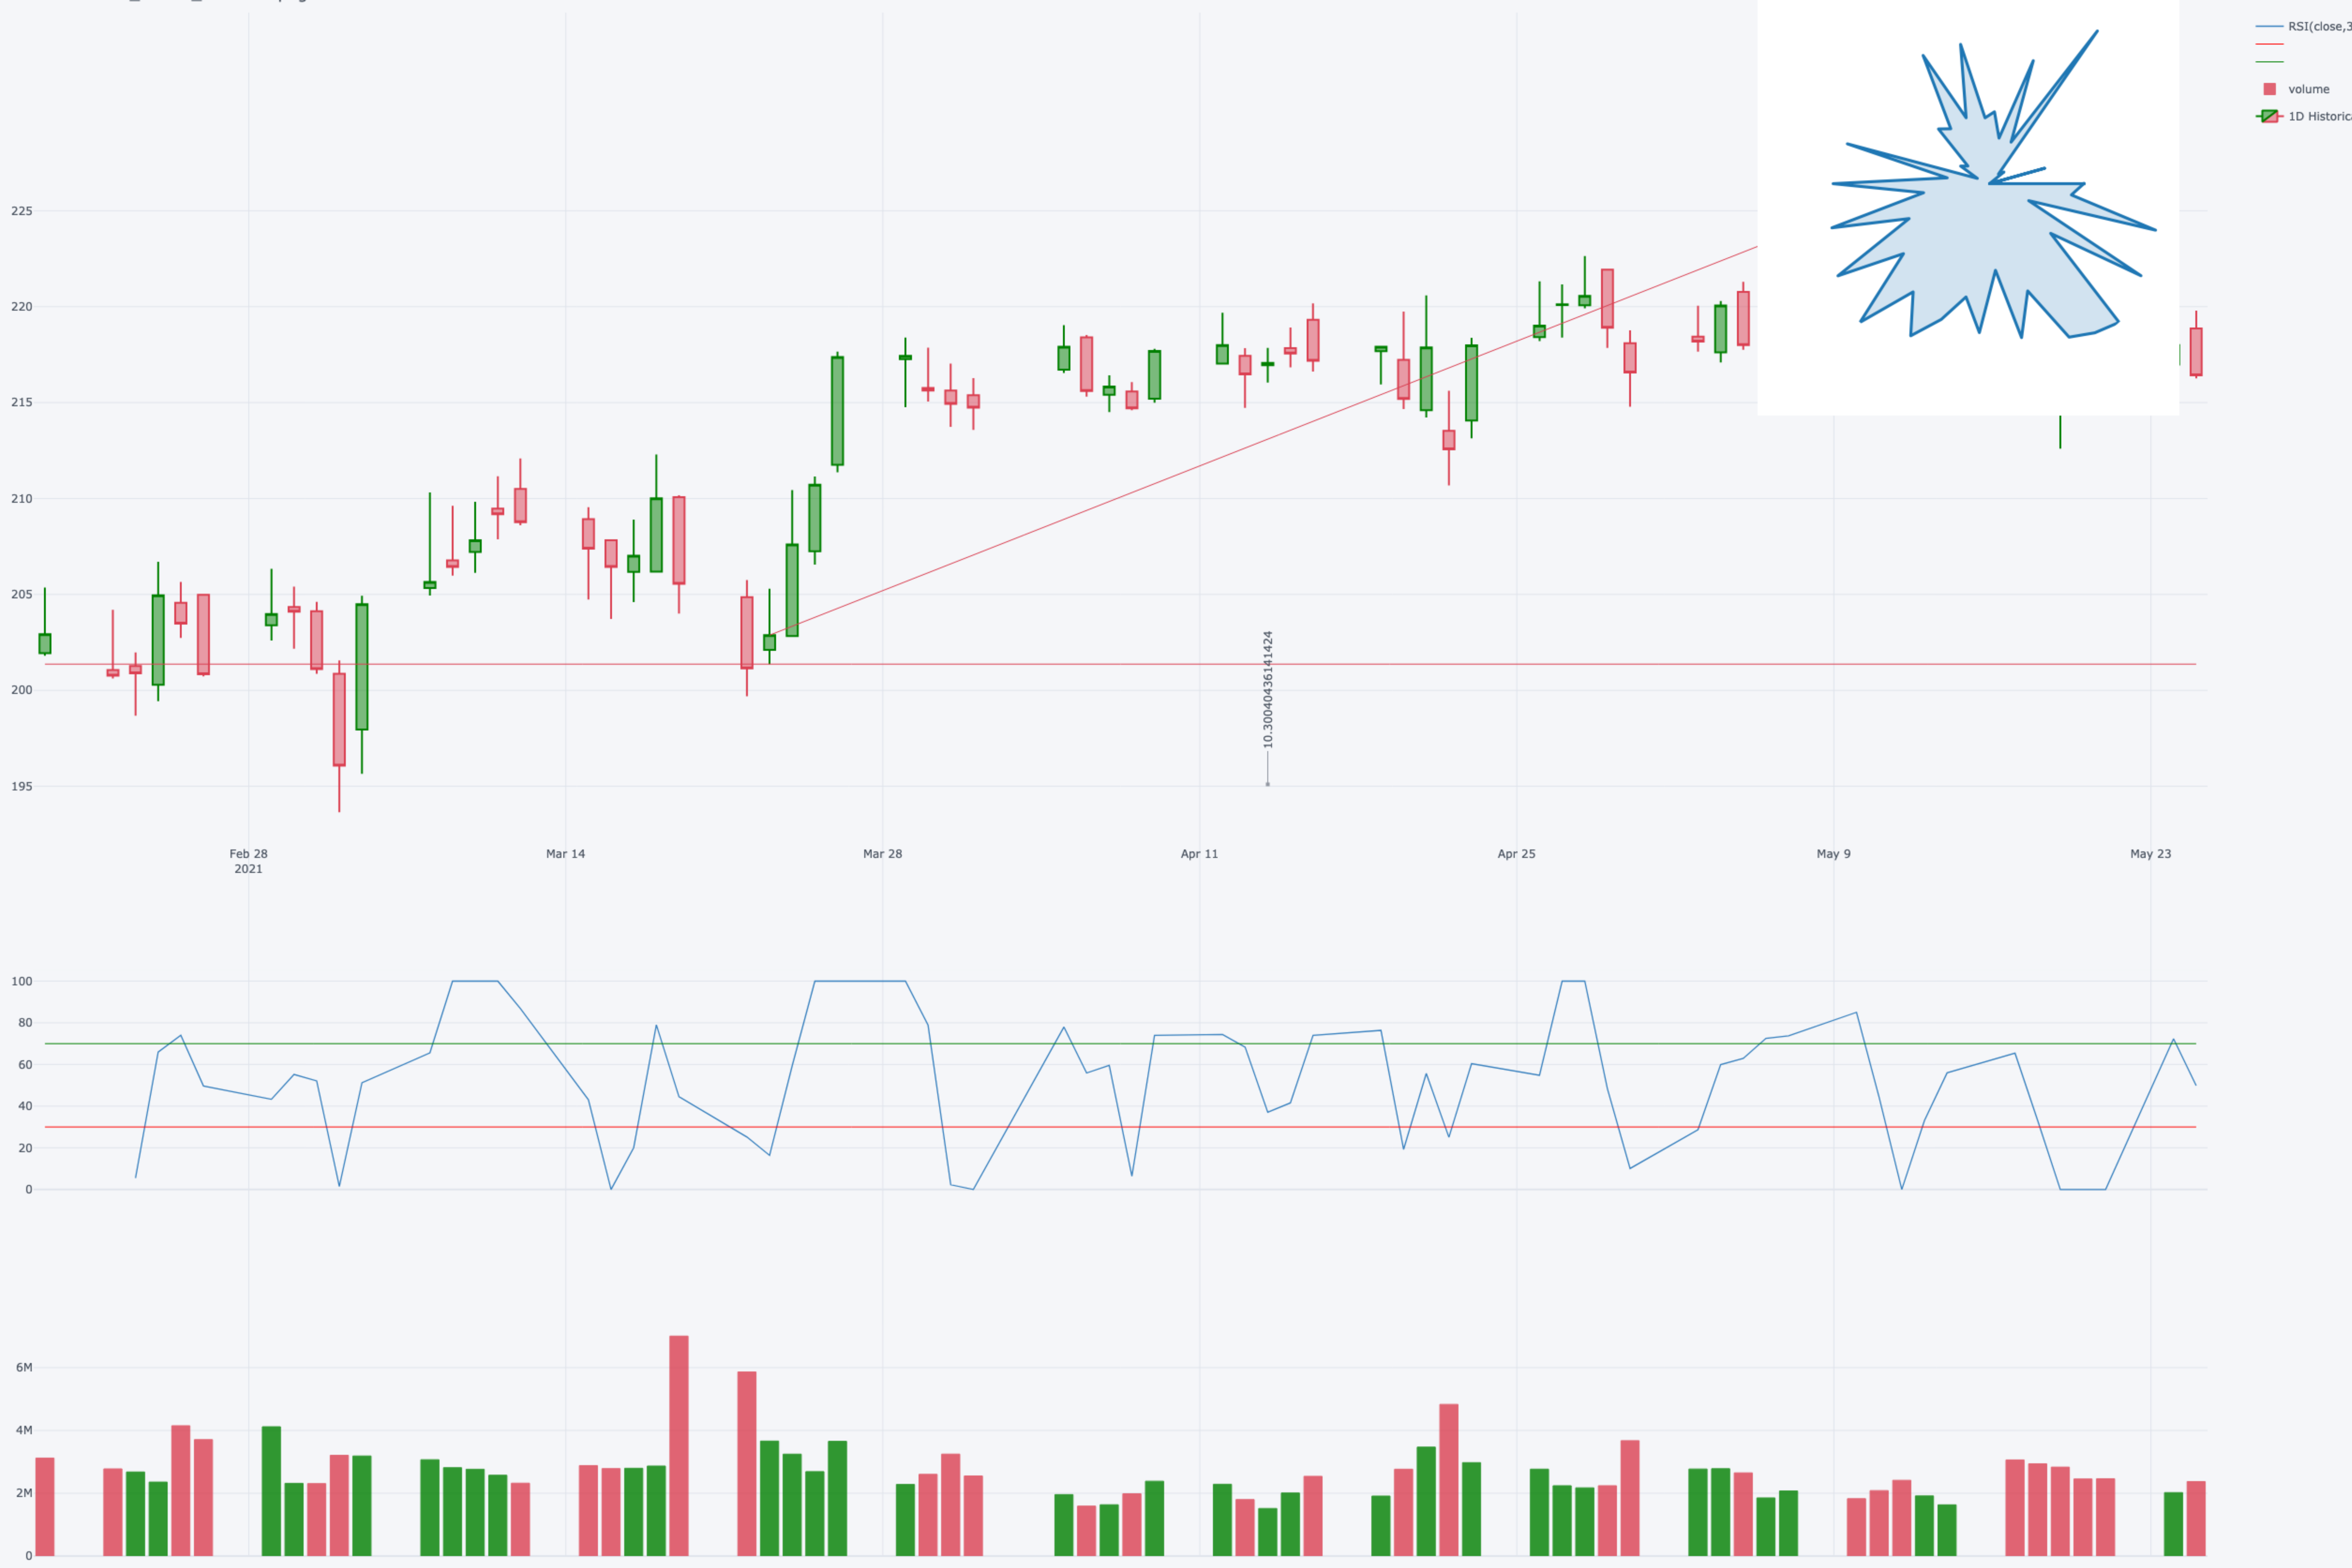 RSI(close,3
volume
1D Historica
225
220
215
210
205
200
195
10.30040436141424
Feb 28
2021
Mar 14
Mar 28
Apr 11
Apr 25
May 9
May 23
100
80
60
40
20
0
6M
4M
2M
0